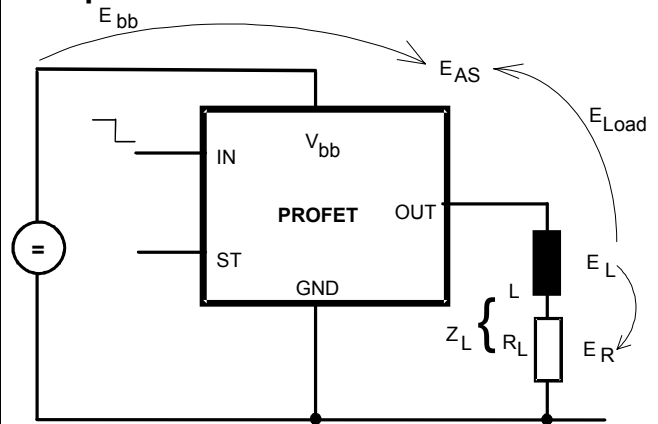 E bb
E AS
E Load
V bb
IN
PROFET
OUT
ST
GND
E L
L
Z L { R L
E R
=